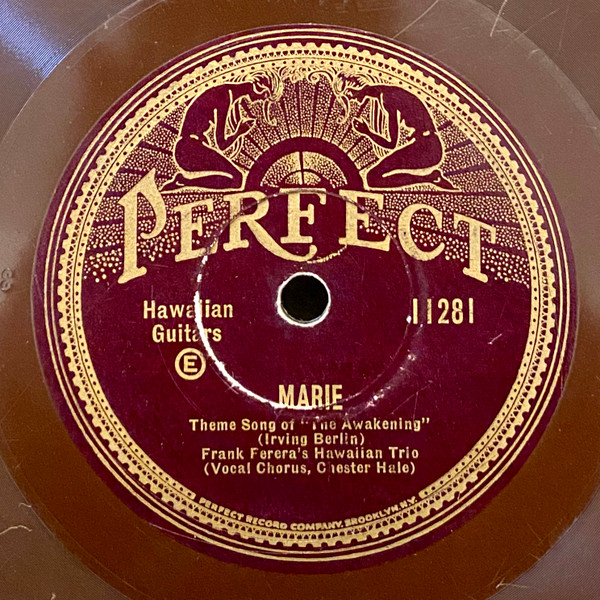 PERFECT
Hawaiian
Guitars
E
11281
MARIE
Theme Song of "The Awakening"
(Irving Berlin)
Frank Ferera's Hawaiian Trio
(Vocal Chorus, Chester Hale)
PERFECT RECORD COMPANY, BROOKLYN, N.Y.